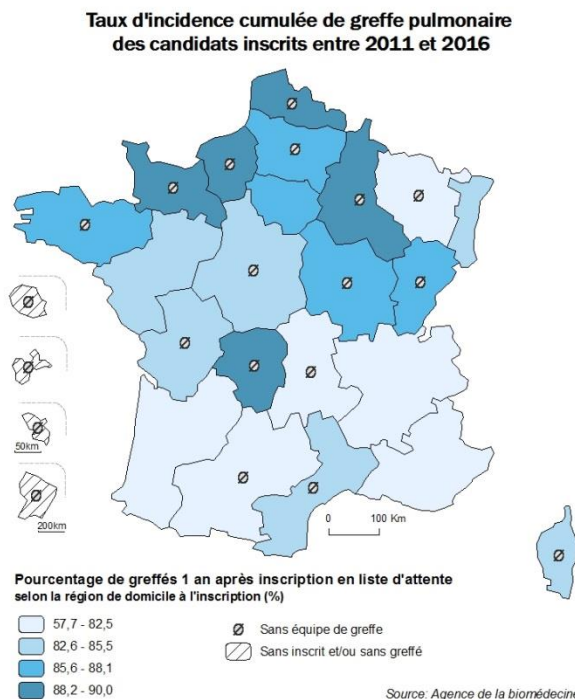 Taux d'incidence cumulée de greffe pulmonaire
des candidats inscrits entre 2011 et 2016
50km
200km
0 100 Km
Pourcentage de greffés 1 an après inscription en liste d'attente
selon la région de domicile à l'inscription (%)
57,7 - 82,5
82,6 - 85,5
85,6 - 88,1
88,2 - 90,0
Sans équipe de greffe
Sans inscrit et/ou sans greffé
Source: Agence de la biomédecine